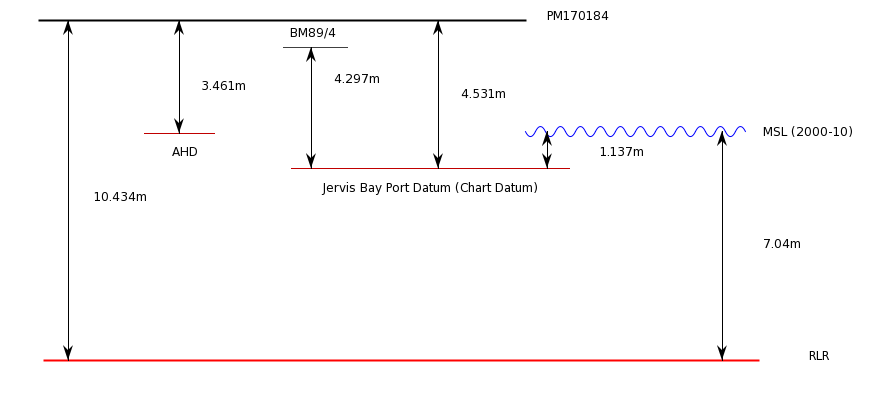 PM170184
BM89/4
4.297m
3.461m
4.531m
MSL (2000-10)
AHD
1.137m
Jervis Bay Port Datum (Chart Datum)
10.434m
7.04m
RLR